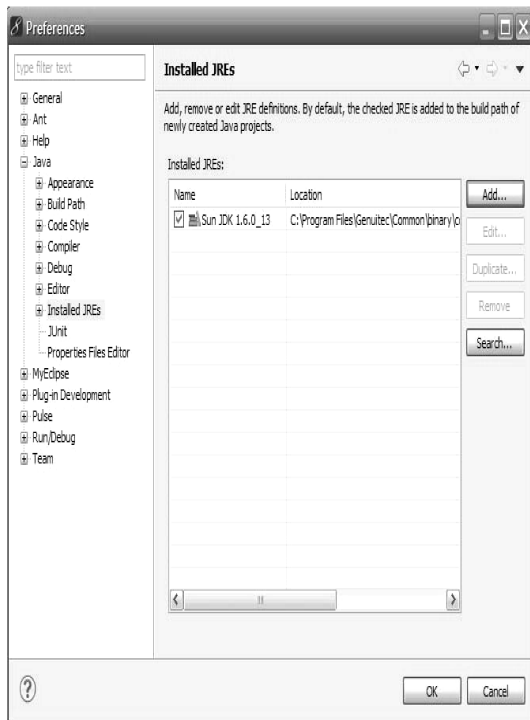 Preferences
type filter text
General
Ant
Help
Java
Appearance
Build Path
Code Style
Compiler
Debug
Editor
Installed JREs
JUnit
Properties Files Editor
MyEclipse
Plug-in Development
Pulse
Run/Debug
Team
Installed JREs
Add, remove or edit JRE definitions. By default, the checked JRE is added to the build path of
newly created Java projects.
Installed JREs:
Name Location
Sun JDK 1.6.0_13 C:\Program Files\Genuitec\Common\binary\co
Add...
Edit...
Duplicate...
Remove
Search...
OK Cancel